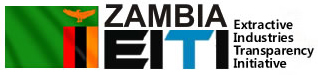 ZAMBIA
EITI
Extractive
Industries
Transparency
Initiative